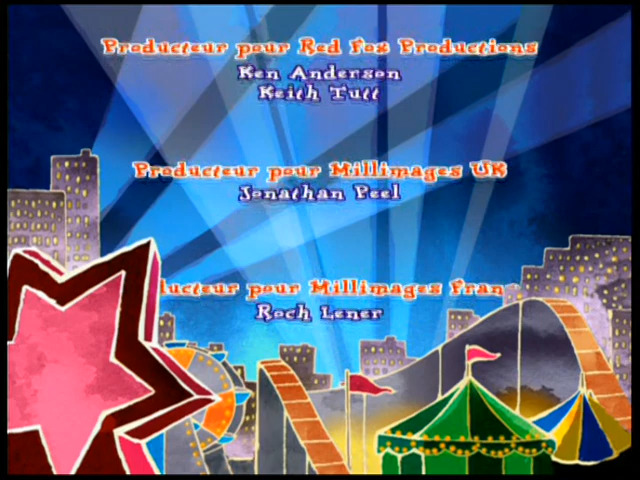 Producteur pour Red Fox Productions
Ken Anderson
Keith Tutt
Producteur pour Millimages UK
Jonathan Peel
ducteur pour Millimages Fran
Roch Lener